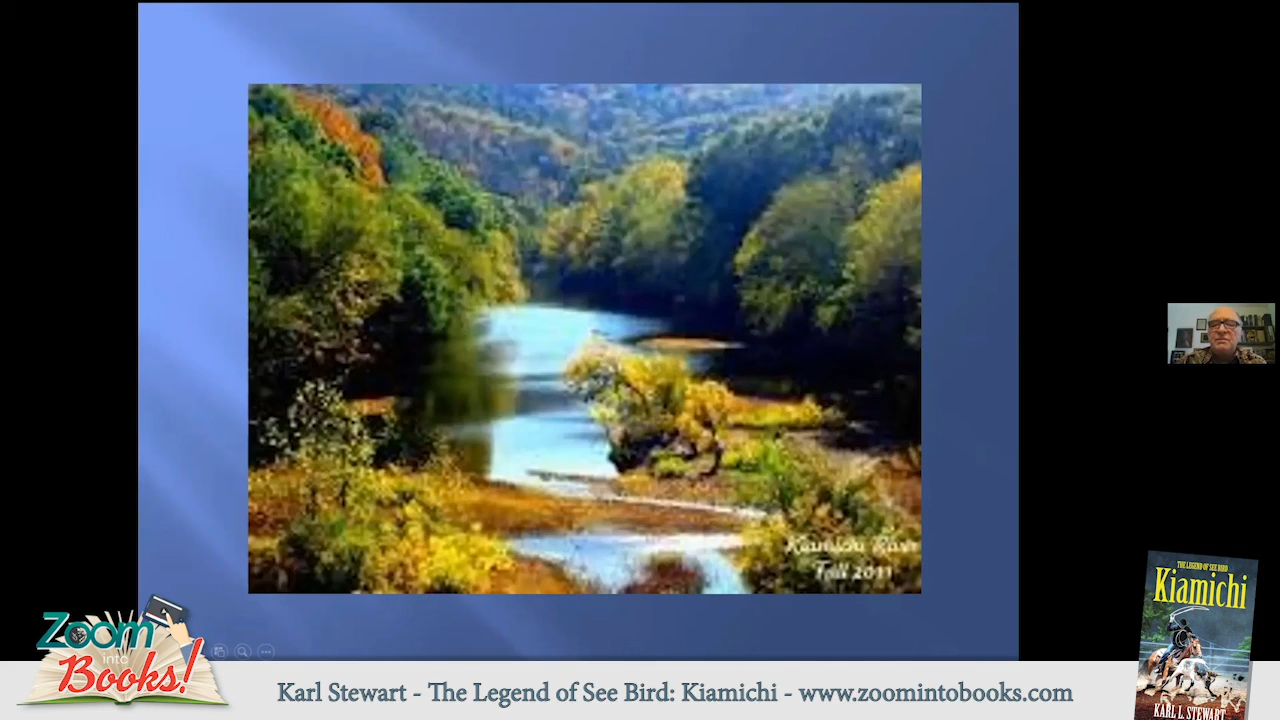 Kiamichi River
Fall 2011
Zoom
into
Books!
Karl Stewart - The Legend of See Bird: Kiamichi - www.zoomintobooks.com
THE LEGEND OF SEE BIRD
Kiamichi
KARL L. STEWART